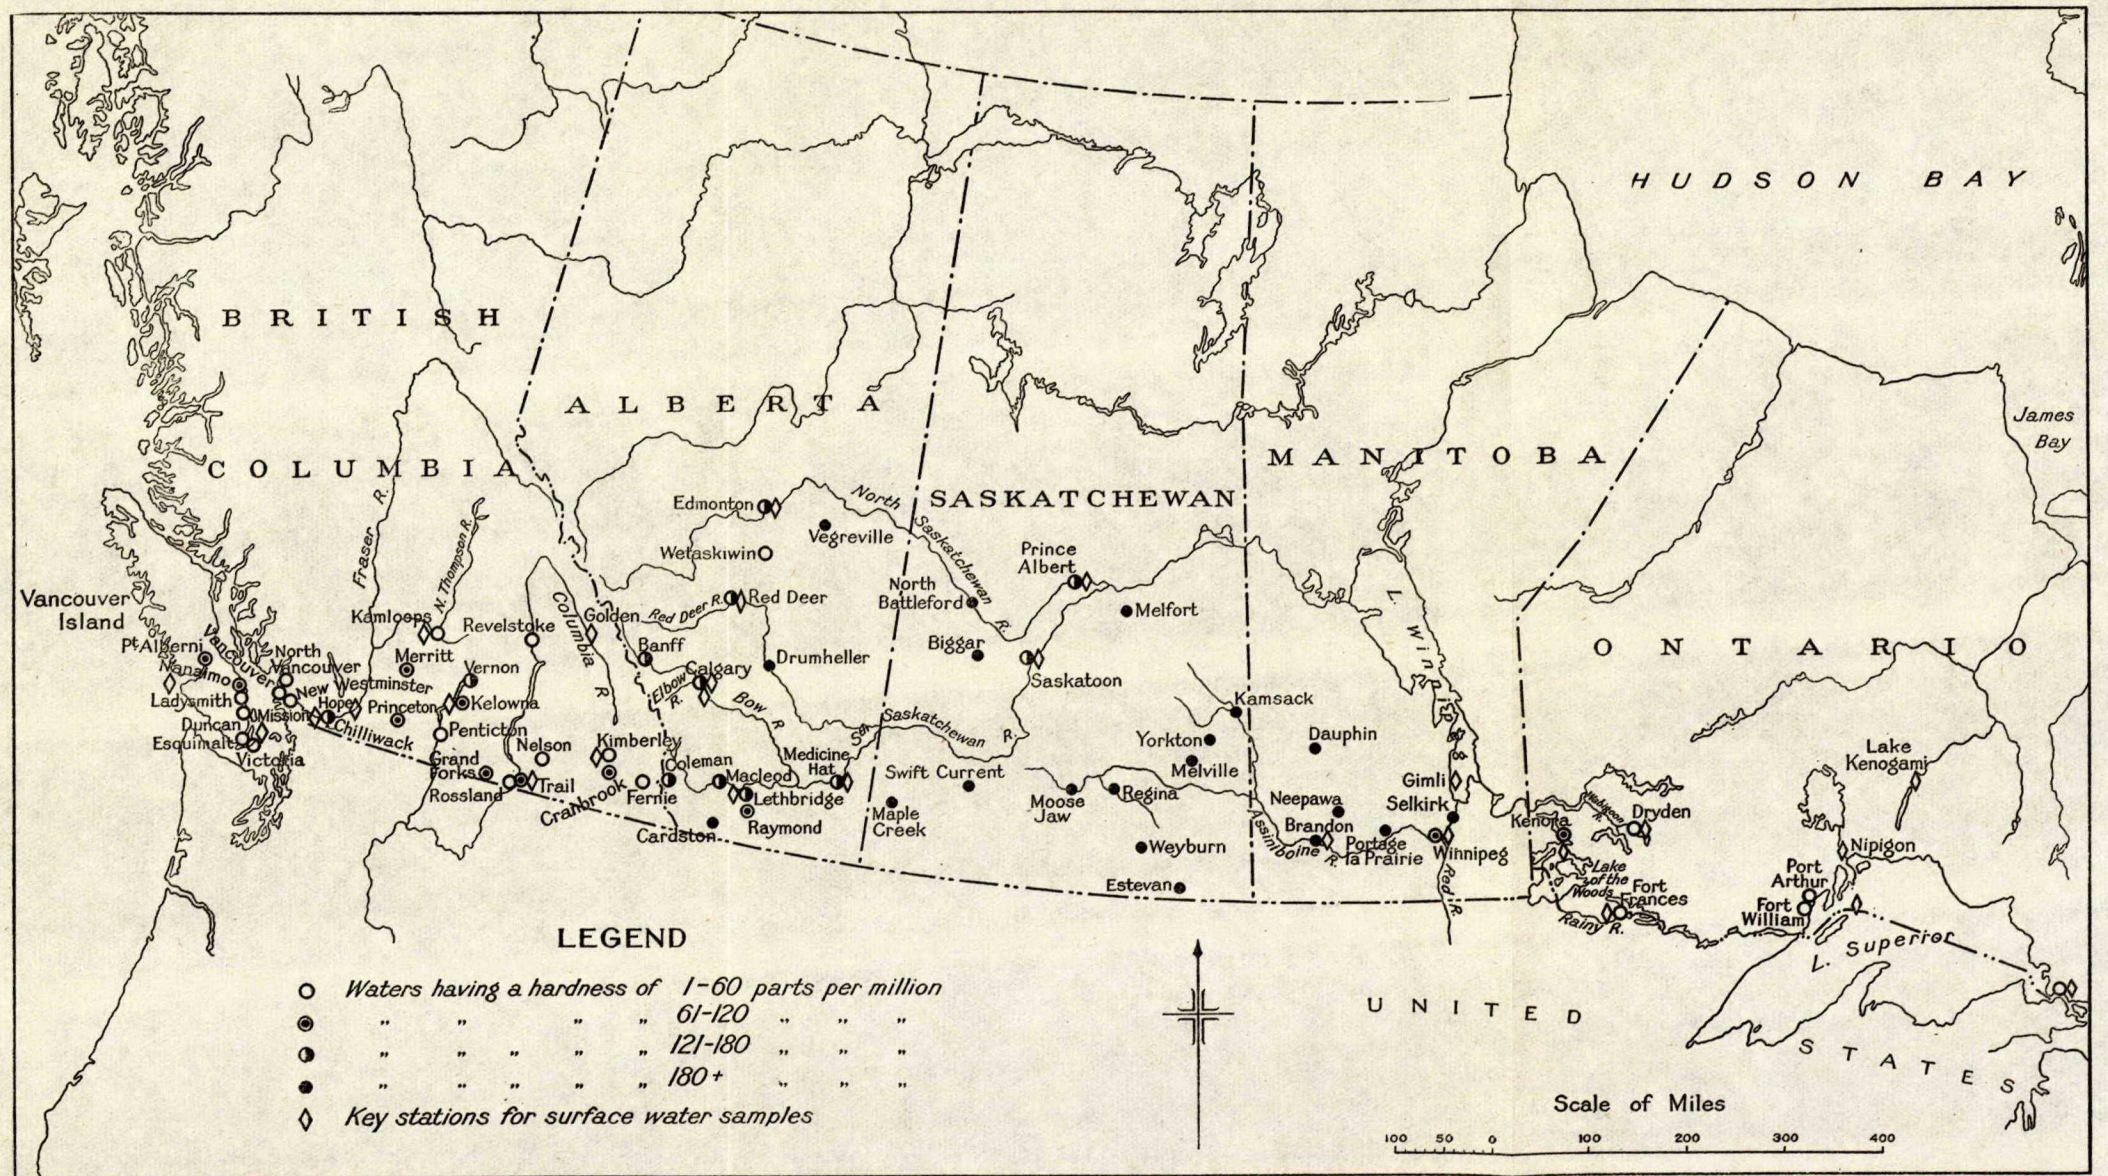 HUDSON BAY
BRITISH
COLUMBIA
ALBERTA
SASKATCHEWAN
MANITOBA
ONTARIO
James
Bay
Fraser R.
N. Thompson R.
Columbia
R
North
Saskatchewan
R.
Edmonton
Vegreville
Wetaskiwin
Red Deer R.
Red Deer
Prince
Albert
North
Battleford
Melfort
Biggar
Saskatoon
Drumheller
Golden
Banff
Calgary
Elbow
R.
Bow R
Saskatchewan
R.
Vancouver
Island
Pt. Alberni
Nanaimo
Ladysmith
Duncan
Esquimalt
Victoria
Vancouver
North
Vancouver
New Westminster
Mission
Hope
Chilliwack
Kamloops
Revelstoke
Merritt
Vernon
Princeton
Kelowna
Penticton
Grand
Forks
Nelson
Rossland
Trail
Kimberley
Cranbrook
Fernie
Coleman
Macleod
Lethbridge
Raymond
Cardston
Medicine
Hat
Maple
Creek
Swift Current
Moose
Jaw
Regina
Weyburn
Estevan
Yorkton
Melville
Kamsack
Dauphin
L. Winnipeg
Gimli
Selkirk
Neepawa
Brandon
Assiniboine R.
Portage
la Prairie
Winnipeg
Red R.
Kenora
Dryden
Lake
of the
Woods
Fort
Frances
Rainy R.
Lake
Kenogami
Nipigon
Port
Arthur
Fort
William
L. Superior
UNITED
STATES
LEGEND
Waters having a hardness of 1-60 parts per million
" " " " 61-120 " " "
" " " " " 121-180 " " "
" " " " " 180+ " " "
Key stations for surface water samples
Scale of Miles
100 50 0 100 200 300 400